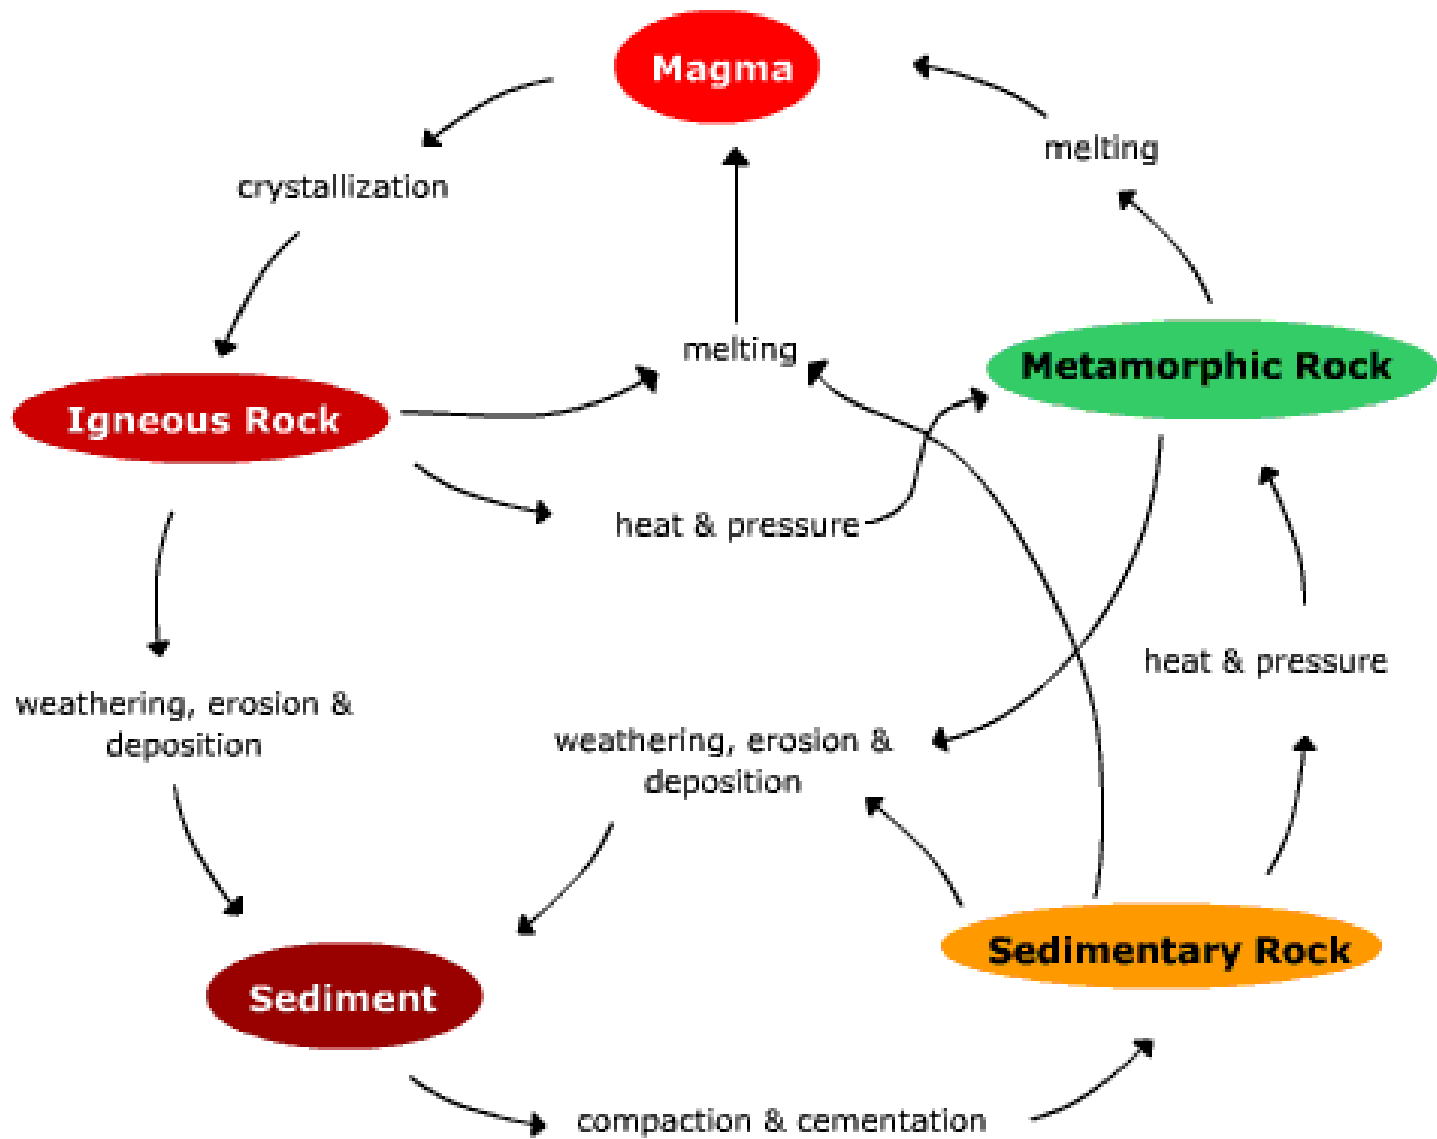 Magma
melting
crystallization
melting
Metamorphic Rock
Igneous Rock
heat & pressure
heat & pressure
weathering, erosion &
deposition
weathering, erosion &
deposition
Sedimentary Rock
Sediment
compaction & cementation